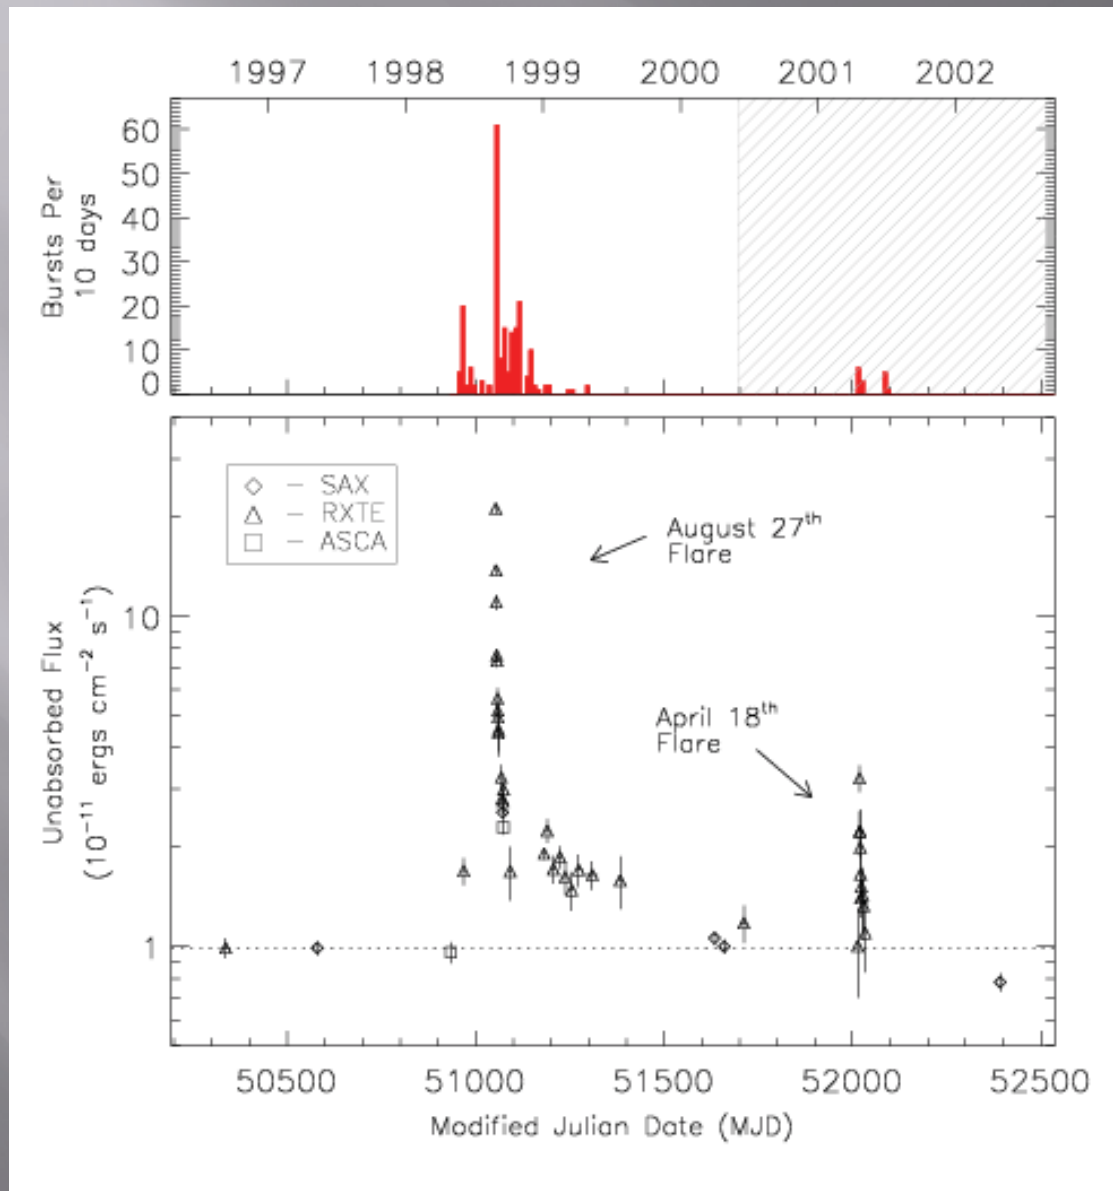 1997 1998 1999 2000 2001 2002
60
50
40
30
20
10
0
Bursts Per
10 days
◇ — SAX
△ — RXTE
□ — ASCA
August 27th
Flare
April 18th
Flare
10
1
Unabsorbed Flux
(10⁻¹¹ ergs cm⁻² s⁻¹)
50500 51000 51500 52000 52500
Modified Julian Date (MJD)